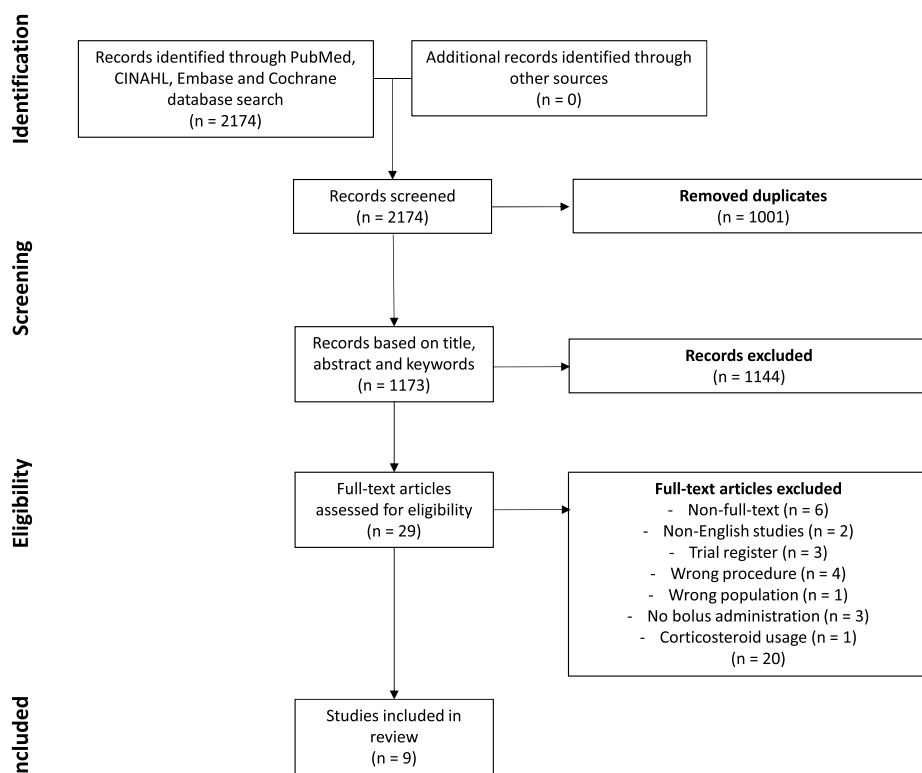 Identification
Records identified through PubMed,
CINAHL, Embase and Cochrane
database search
(n = 2174)
Additional records identified through
other sources
(n = 0)
Records screened
(n = 2174)
Removed duplicates
(n = 1001)
Screening
Records based on title,
abstract and keywords
(n = 1173)
Records excluded
(n = 1144)
Eligibility
Full-text articles
assessed for eligibility
(n = 29)
Full-text articles excluded
- Non-full-text (n = 6)
- Non-English studies (n = 2)
- Trial register (n = 3)
- Wrong procedure (n = 4)
- Wrong population (n = 1)
- No bolus administration (n = 3)
- Corticosteroid usage (n = 1)
(n = 20)
ncluded
Studies included in
review
(n = 9)